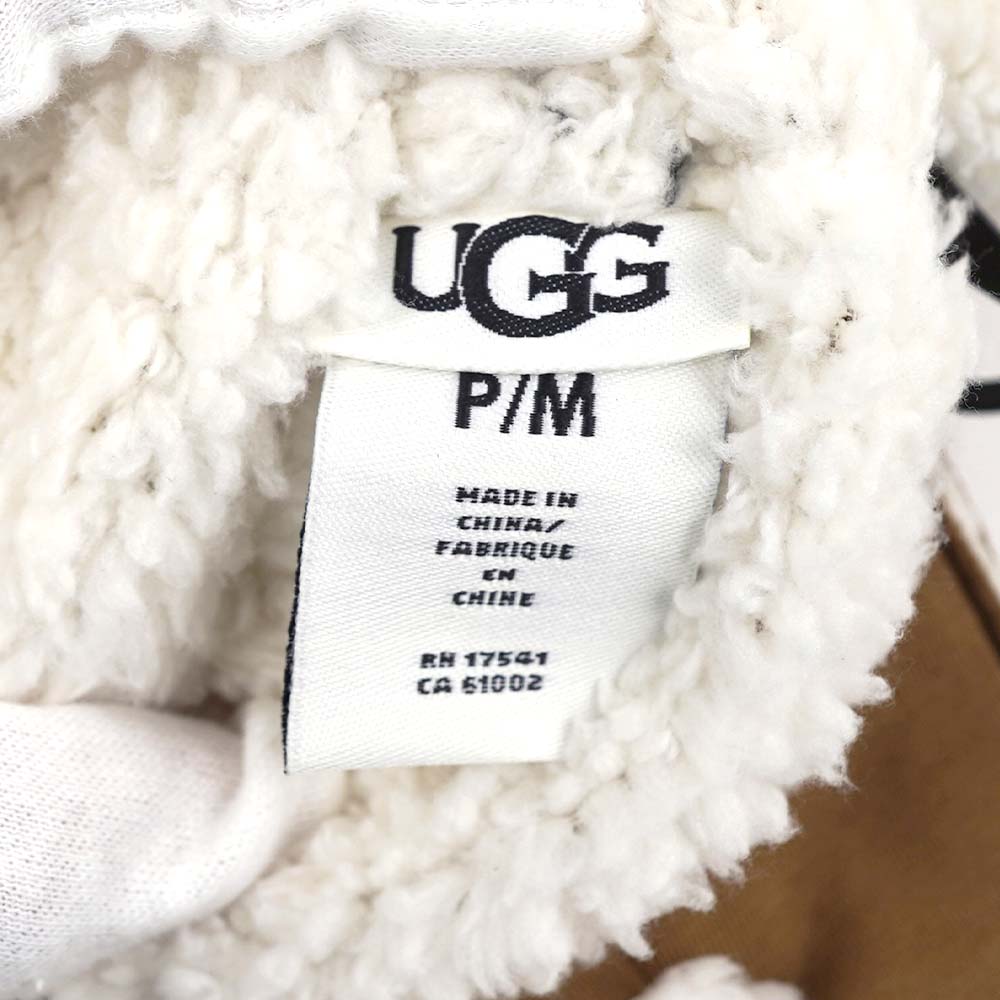 UGG
P/M
MADE IN
CHINA/
FABRIQUE
EN
CHINE
RN 17541
CA 61002